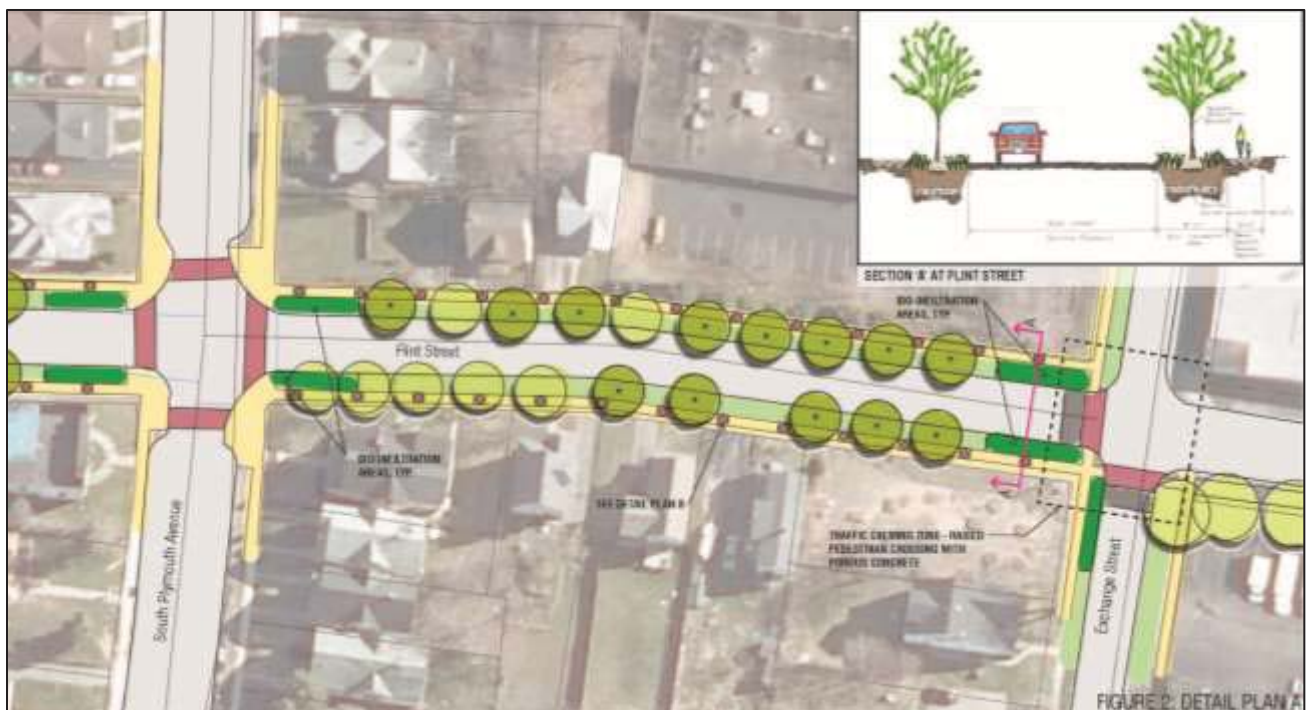 SECTION 'A' AT FLINT STREET
BIO-INFILTRATION
AREAS, TYP.
Flint Street
BIO-INFILTRATION
AREAS, TYP.
SEE DETAIL PLAN B
TRAFFIC CALMING ZONE - RAISED
PEDESTRIAN CROSSING WITH
POROUS CONCRETE
South Plymouth Avenue
Exchange Street
FIGURE 2: DETAIL PLAN A